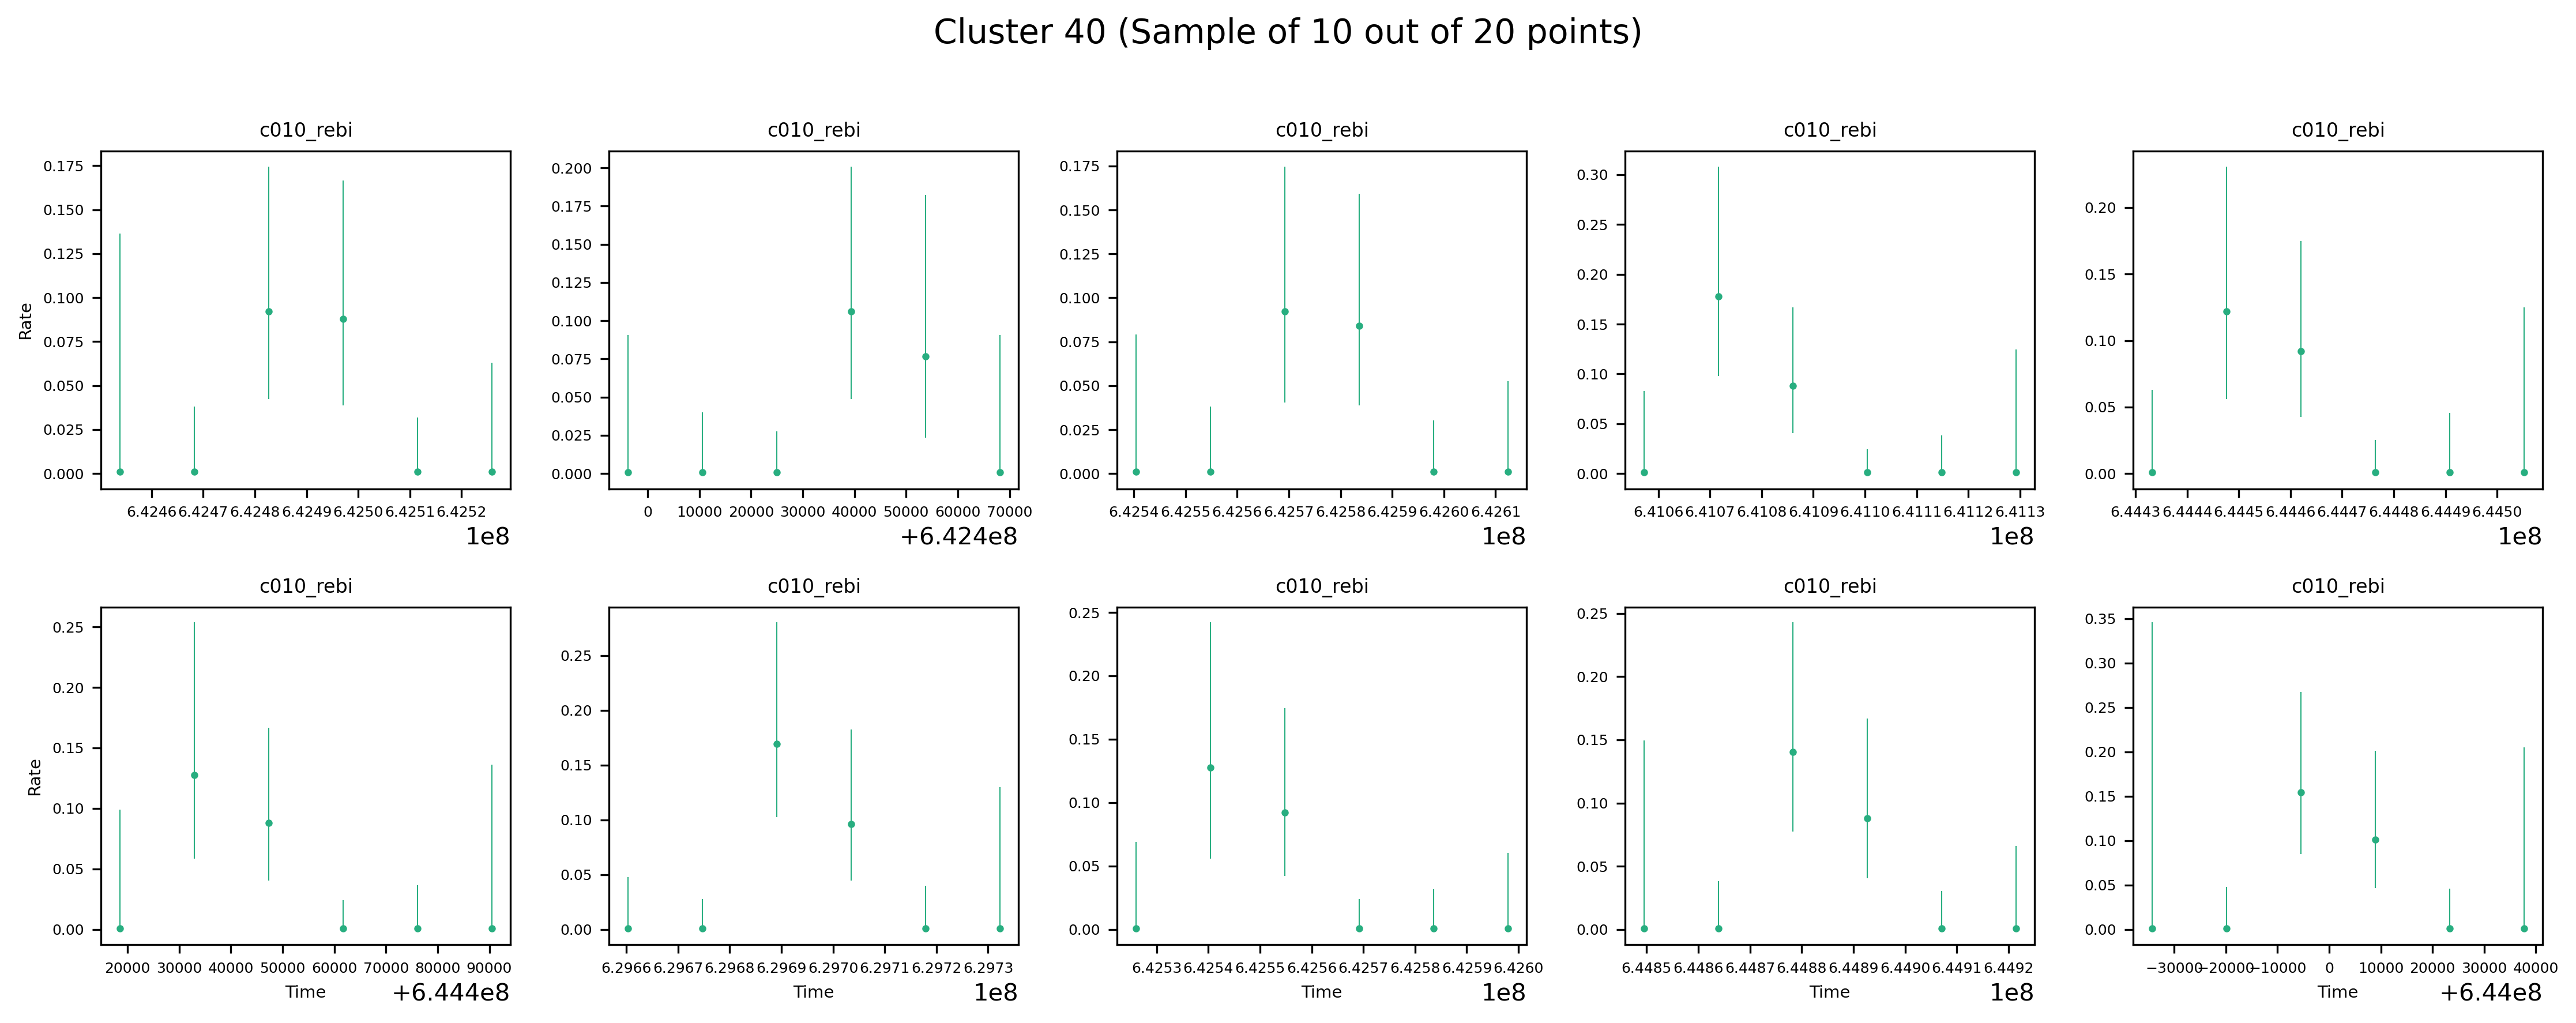 Cluster 40 (Sample of 10 out of 20 points)
c010_rebi c010_rebi c010_rebi c010_rebi c010_rebi
Rate
0.175
0.150
0.125
0.100
0.075
0.050
0.025
0.000
6.4246 6.4247 6.4248 6.4249 6.4250 6.4251 6.4252
1e8
0.200
0.175
0.150
0.125
0.100
0.075
0.050
0.025
0.000
0 10000 20000 30000 40000 50000 60000 70000
+6.424e8
0.175
0.150
0.125
0.100
0.075
0.050
0.025
0.000
6.4254 6.4255 6.4256 6.4257 6.4258 6.4259 6.4260 6.4261
1e8
0.30
0.25
0.20
0.15
0.10
0.05
0.00
6.4106 6.4107 6.4108 6.4109 6.4110 6.4111 6.4112 6.4113
1e8
0.20
0.15
0.10
0.05
0.00
6.4443 6.4444 6.4445 6.4446 6.4447 6.4448 6.4449 6.4450
1e8
c010_rebi c010_rebi c010_rebi c010_rebi c010_rebi
Rate
0.25
0.20
0.15
0.10
0.05
0.00
20000 30000 40000 50000 60000 70000 80000 90000
Time +6.444e8
0.25
0.20
0.15
0.10
0.05
0.00
6.2966 6.2967 6.2968 6.2969 6.2970 6.2971 6.2972 6.2973
Time 1e8
0.25
0.20
0.15
0.10
0.05
0.00
6.4253 6.4254 6.4255 6.4256 6.4257 6.4258 6.4259 6.4260
Time 1e8
0.25
0.20
0.15
0.10
0.05
0.00
6.4485 6.4486 6.4487 6.4488 6.4489 6.4490 6.4491 6.4492
Time 1e8
0.35
0.30
0.25
0.20
0.15
0.10
0.05
0.00
−30000 −20000 −10000 0 10000 20000 30000 40000
Time +6.44e8